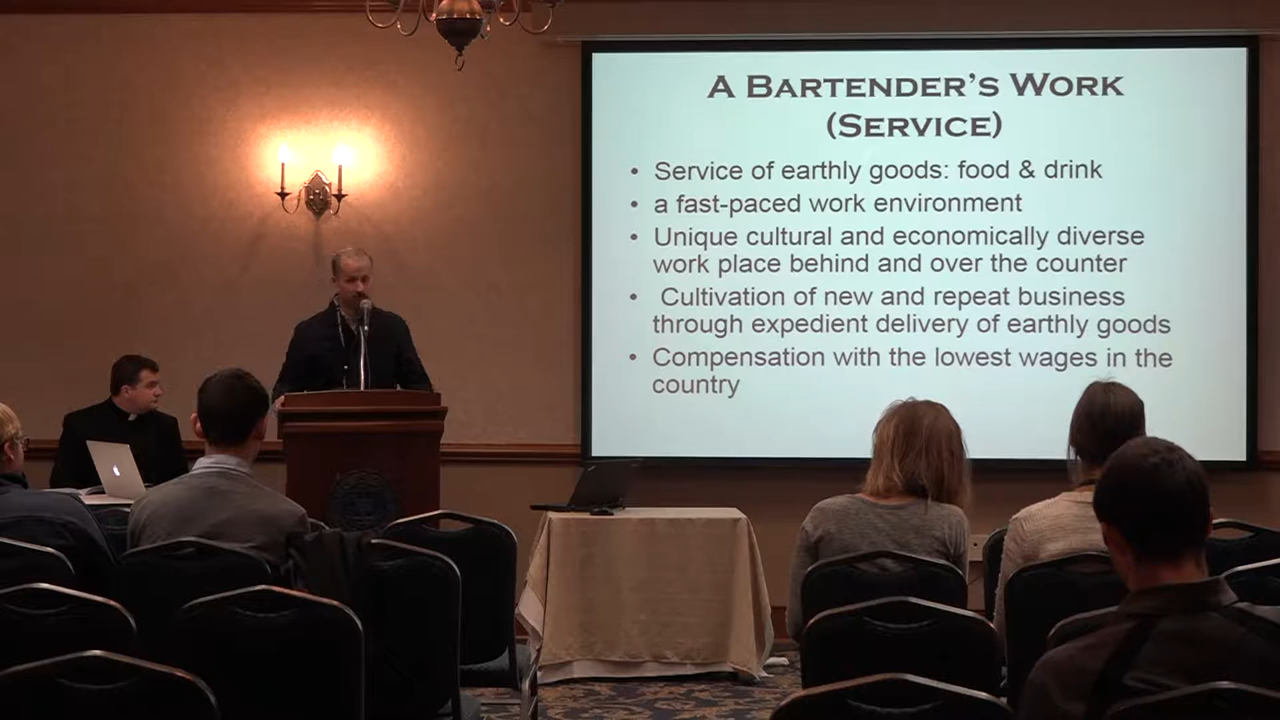 A Bartender's Work
(Service)
• Service of earthly goods: food & drink
• a fast-paced work environment
• Unique cultural and economically diverse
work place behind and over the counter
• Cultivation of new and repeat business
through expedient delivery of earthly goods
• Compensation with the lowest wages in the
country